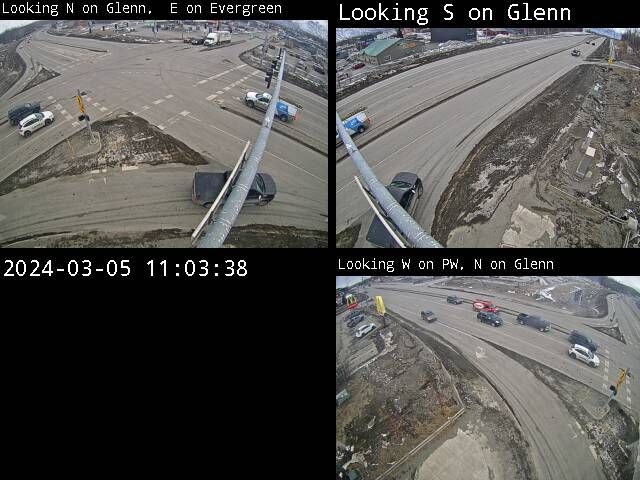 Looking N on Glenn,  E on Evergreen
Looking S on Glenn
2024-03-05 11:03:38
Looking W on PW, N on Glenn